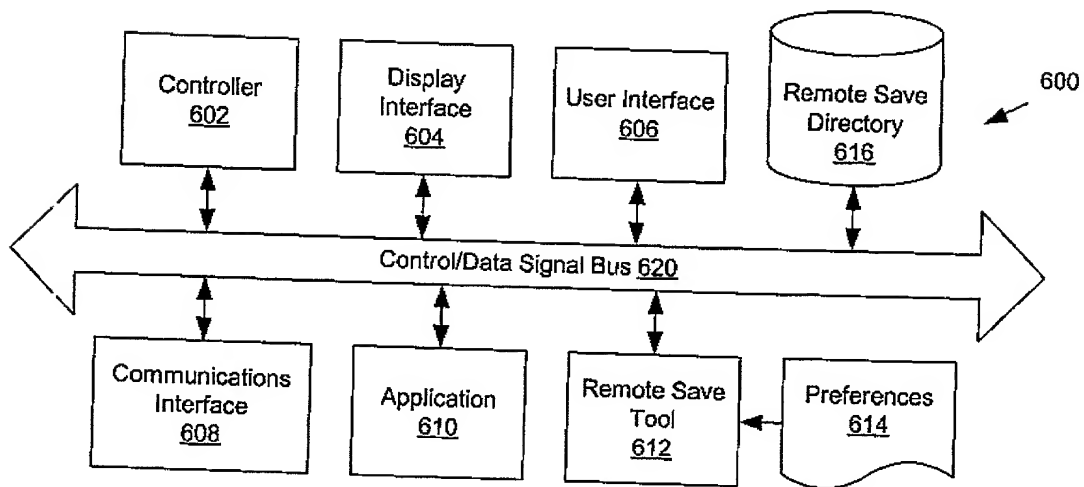 Controller
602
Display
Interface
604
User Interface
606
Remote Save
Directory
616
600
Control/Data Signal Bus 620
Communications
Interface
608
Application
610
Remote Save
Tool
612
Preferences
614